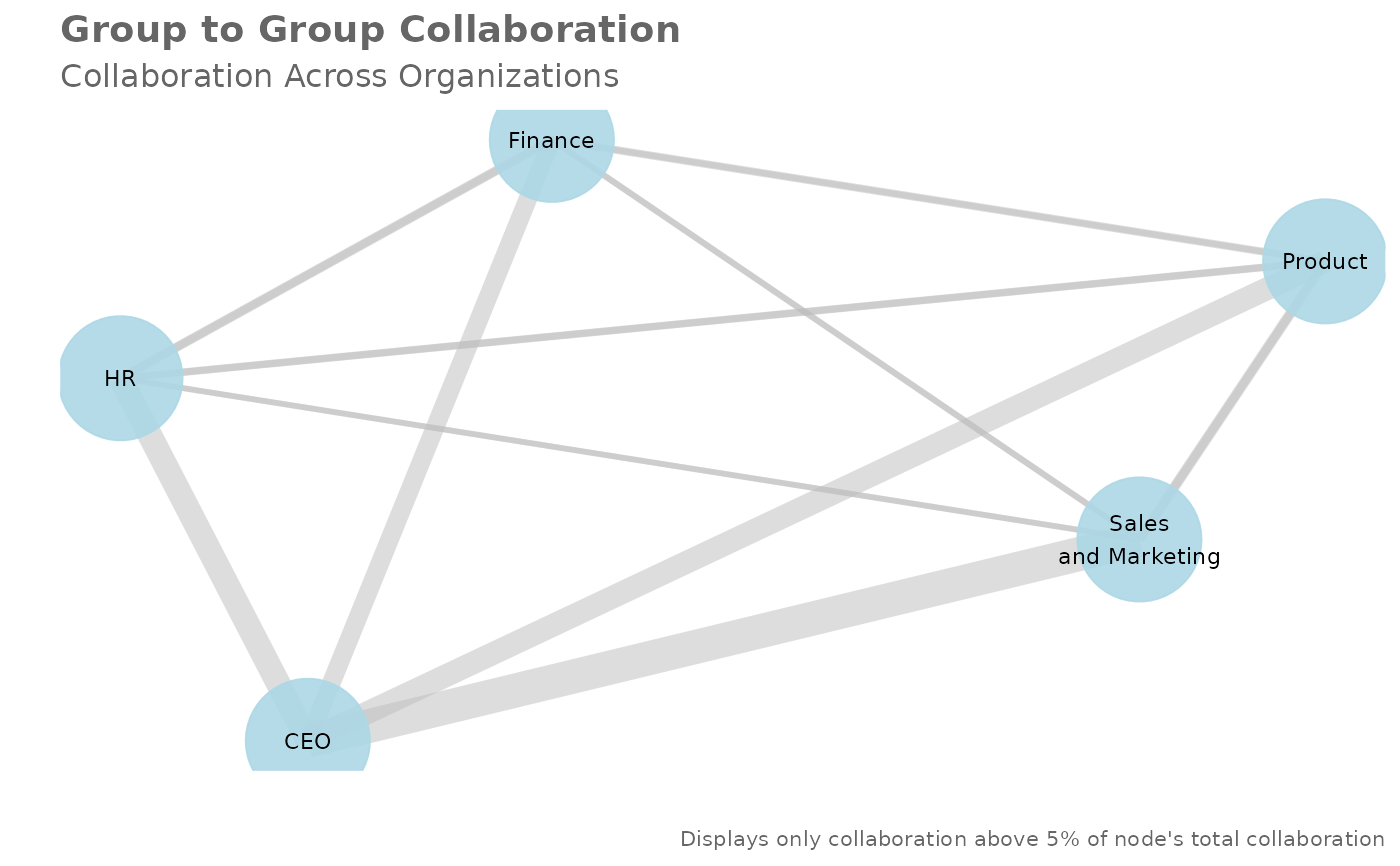 Group to Group Collaboration
Collaboration Across Organizations
Finance
Product
HR
Sales
and Marketing
CEO
Displays only collaboration above 5% of node's total collaboration